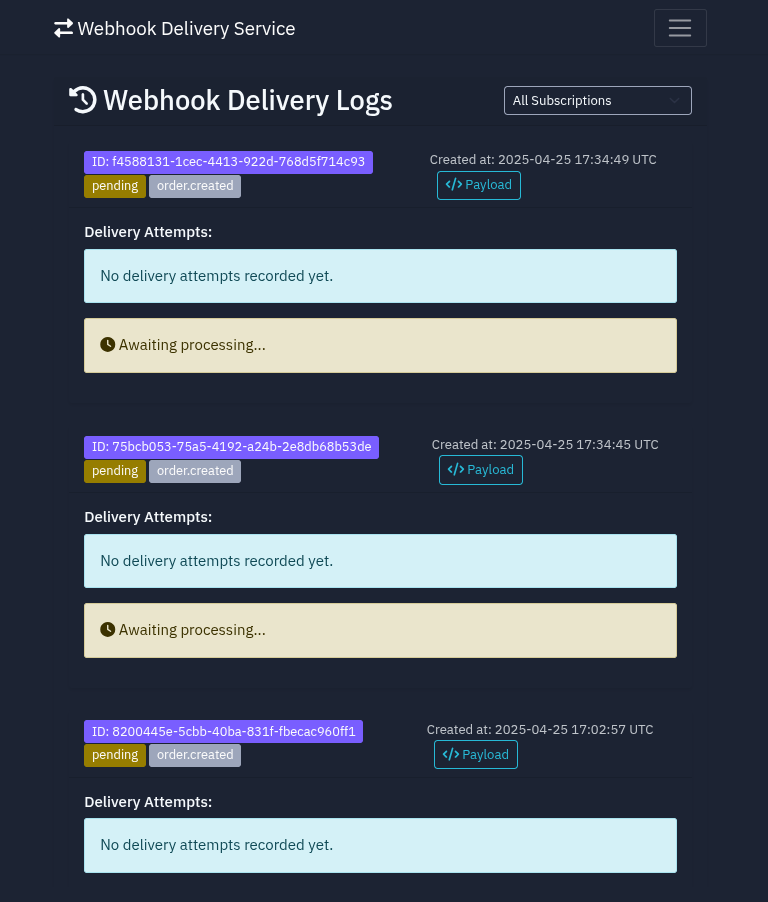 Webhook Delivery Service
Webhook Delivery Logs
All Subscriptions
ID: f4588131-1cec-4413-922d-768d5f714c93
Created at: 2025-04-25 17:34:49 UTC
pending order.created
</> Payload
Delivery Attempts:
No delivery attempts recorded yet.
Awaiting processing...
ID: 75bcb053-75a5-4192-a24b-2e8db68b53de
Created at: 2025-04-25 17:34:45 UTC
pending order.created
</> Payload
Delivery Attempts:
No delivery attempts recorded yet.
Awaiting processing...
ID: 8200445e-5cbb-40ba-831f-fbecac960ff1
Created at: 2025-04-25 17:02:57 UTC
pending order.created
</> Payload
Delivery Attempts:
No delivery attempts recorded yet.